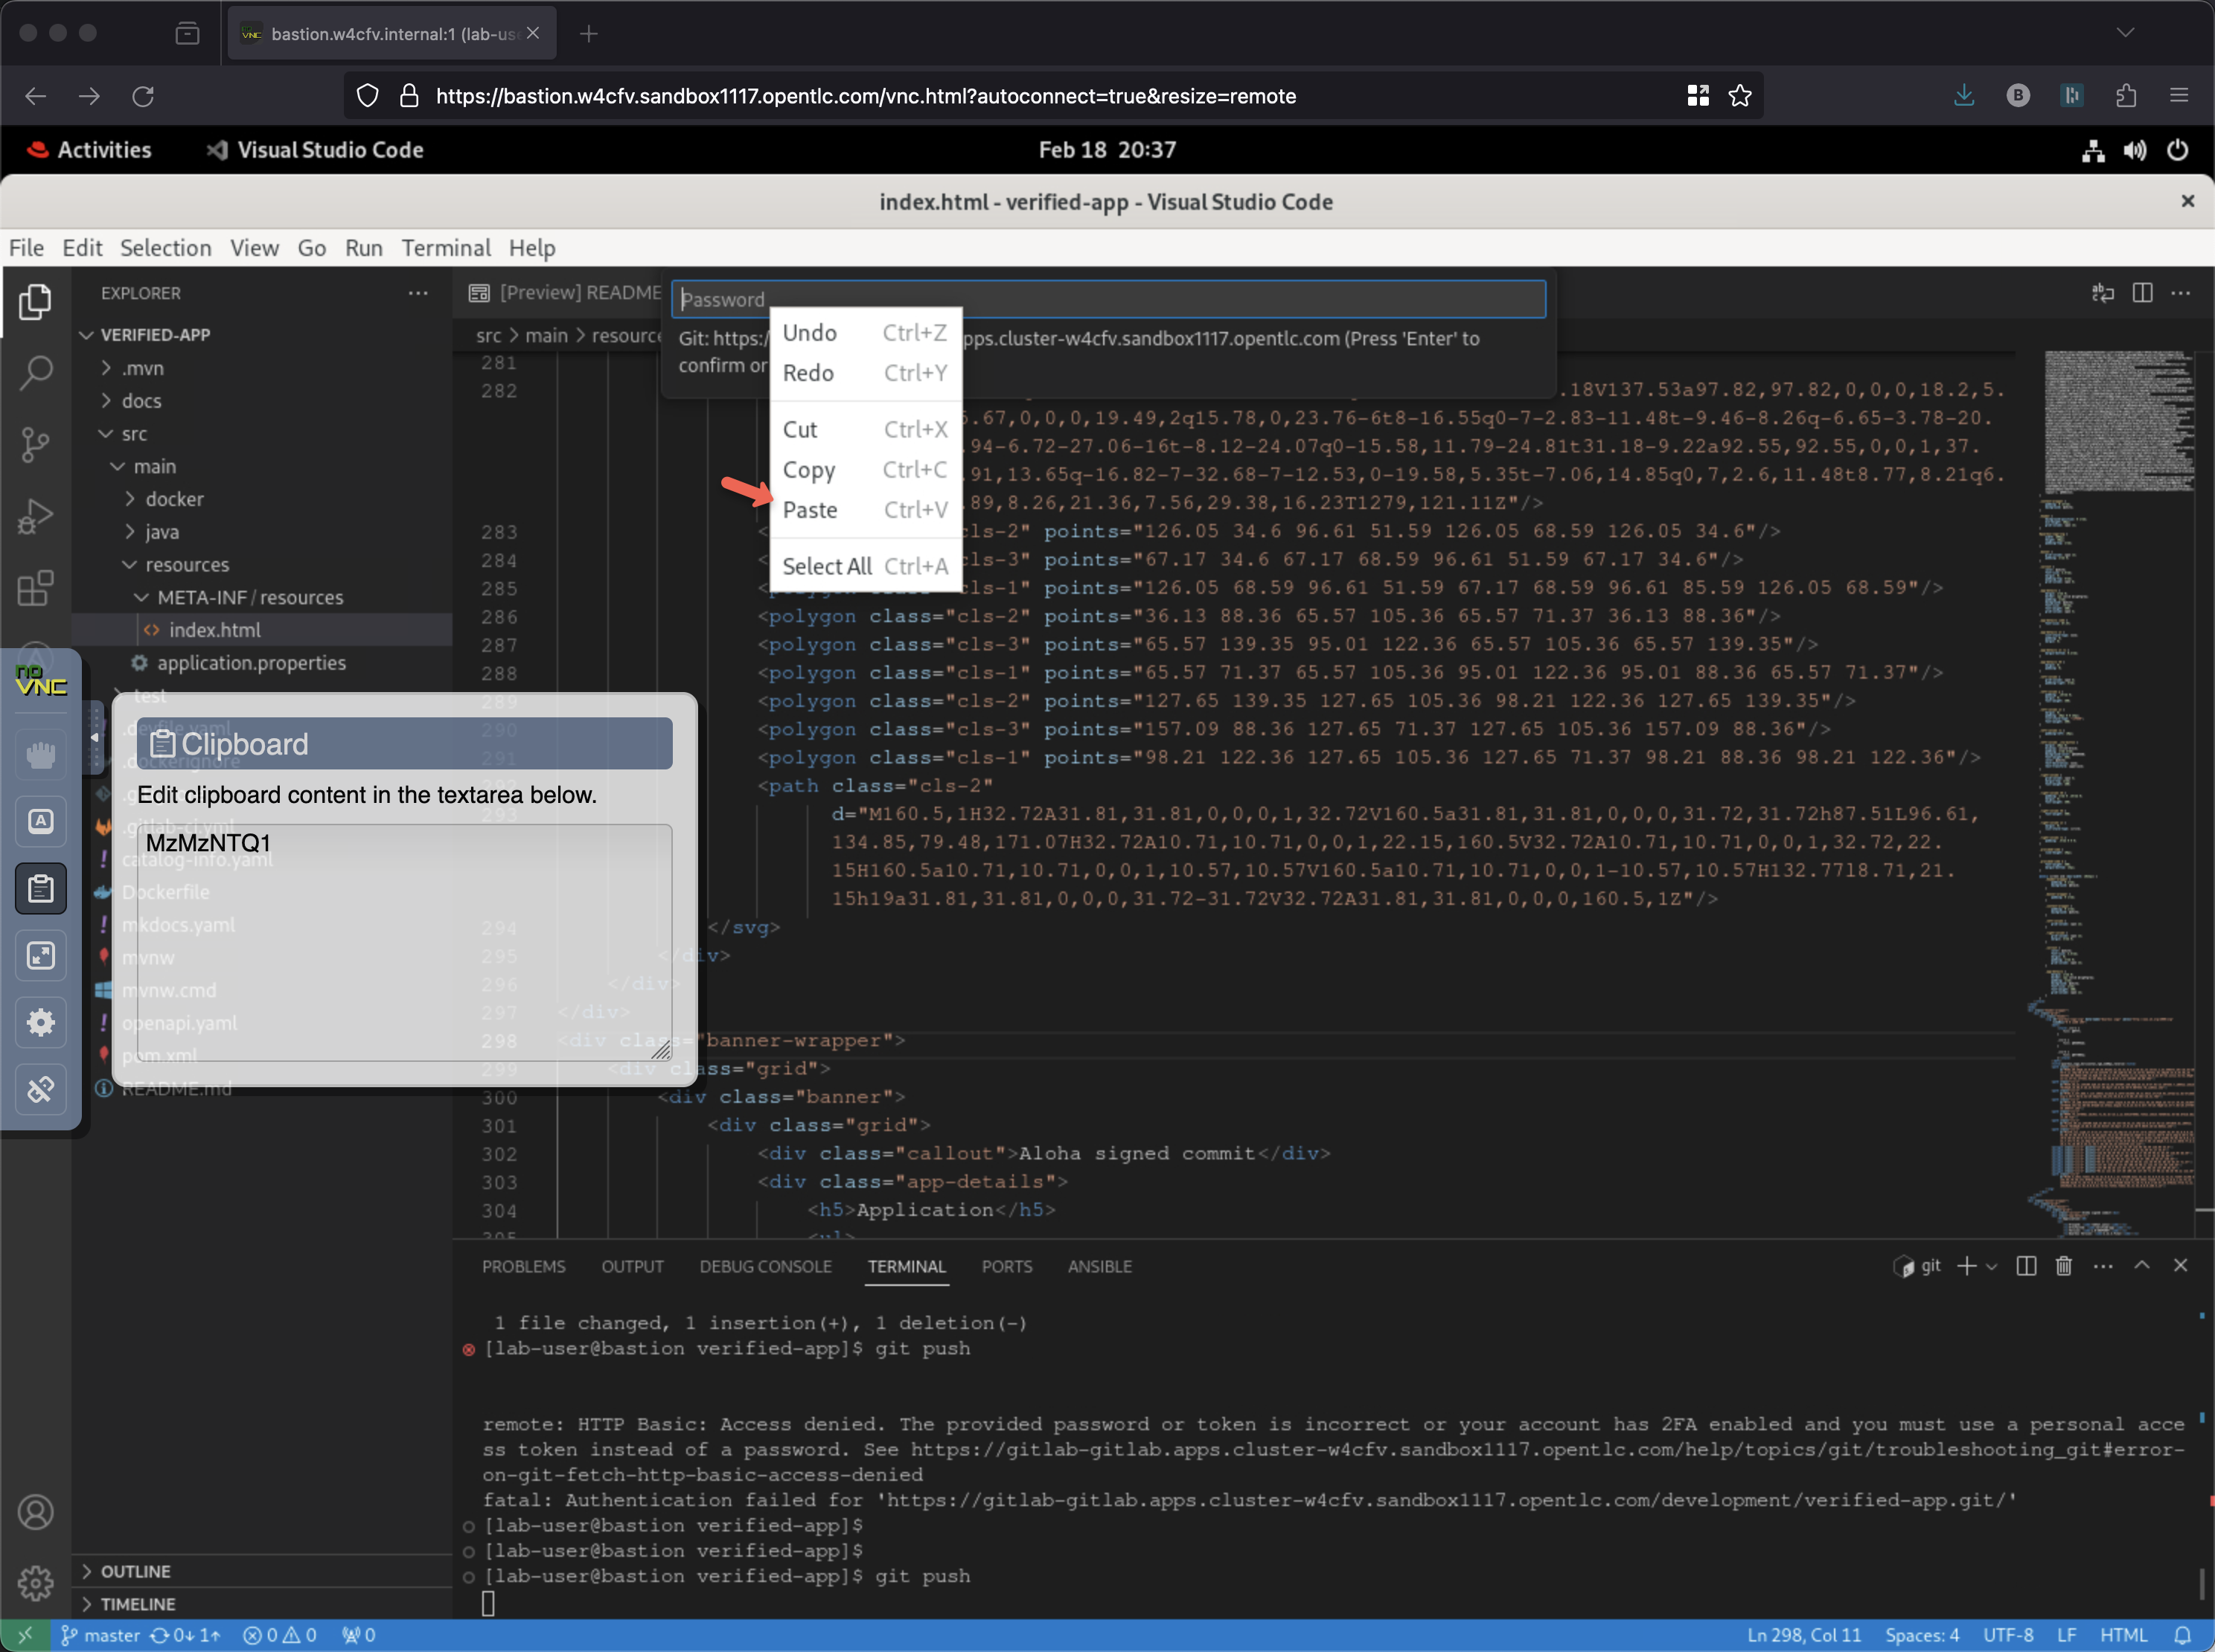 bastion.w4cfv.internal:1 (lab-us
https://bastion.w4cfv.sandbox1117.opentlc.com/vnc.html?autoconnect=true&resize=remote
B
Activities
Visual Studio Code
Feb 18 20:37
index.html - verified-app - Visual Studio Code
File Edit Selection View Go Run Terminal Help
EXPLORER
[Preview] README
Password
Git: https:/
pps.cluster-w4cfv.sandbox1117.opentlc.com (Press 'Enter' to
confirm or
Undo Ctrl+Z
Redo Ctrl+Y
Cut Ctrl+X
Copy Ctrl+C
Paste Ctrl+V
Select All Ctrl+A
VERIFIED-APP
.mvn
docs
src
main
docker
java
resources
META-INF / resources
index.html
application.properties
test
.devfile.yaml
.dockerignore
.gitlab-ci.yml
catalog-info.yaml
Dockerfile
mkdocs.yaml
mvnw
mvnw.cmd
openapi.yaml
pom.xml
README.md
OUTLINE
TIMELINE
no
VNC
Clipboard
Edit clipboard content in the textarea below.
MzMzNTQ1
src > main > resourc
281
282
.18V137.53a97.82,97.82,0,0,0,18.2,5.
.67,0,0,0,19.49,2q15.78,0,23.76-6t8-16.55q0-7-2.83-11.48t-9.46-8.26q-6.65-3.78-20.
.94-6.72-27.06-16t-8.12-24.07q0-15.58,11.79-24.81t31.18-9.22a92.55,92.55,0,0,1,37.
.91,13.65q-16.82-7-32.68-7-12.53,0-19.58,5.35t-7.06,14.85q0,7,2.6,11.48t8.77,8.21q6.
89,8.26,21.36,7.56,29.38,16.23T1279,121.11Z"/>
283 < cls-2" points="126.05 34.6 96.61 51.59 126.05 68.59 126.05 34.6"/>
284 < cls-3" points="67.17 34.6 67.17 68.59 96.61 51.59 67.17 34.6"/>
285 <polygon class="cls-1" points="126.05 68.59 96.61 51.59 67.17 68.59 96.61 85.59 126.05 68.59"/>
286 <polygon class="cls-2" points="36.13 88.36 65.57 105.36 65.57 71.37 36.13 88.36"/>
287 <polygon class="cls-3" points="65.57 139.35 95.01 122.36 65.57 105.36 65.57 139.35"/>
288 <polygon class="cls-1" points="65.57 71.37 65.57 105.36 95.01 122.36 95.01 88.36 65.57 71.37"/>
289 <polygon class="cls-2" points="127.65 139.35 127.65 105.36 98.21 122.36 127.65 139.35"/>
290 <polygon class="cls-3" points="157.09 88.36 127.65 71.37 127.65 105.36 157.09 88.36"/>
291 <polygon class="cls-1" points="98.21 122.36 127.65 105.36 127.65 71.37 98.21 88.36 98.21 122.36"/>
<path class="cls-2"
293 d="M160.5,1H32.72A31.81,31.81,0,0,0,1,32.72V160.5a31.81,31.81,0,0,0,31.72,31.72h87.51L96.61,
134.85,79.48,171.07H32.72A10.71,10.71,0,0,1,22.15,160.5V32.72A10.71,10.71,0,0,1,32.72,22.
15H160.5a10.71,10.71,0,0,1,10.57,10.57V160.5a10.71,10.71,0,0,1-10.57,10.57H132.77l8.71,21.
15h19a31.81,31.81,0,0,0,31.72-31.72V32.72A31.81,31.81,0,0,0,160.5,1Z"/>
294 </svg>
295 </div>
296 </div>
297 </div>
298 <div class="banner-wrapper">
299 <div class="grid">
300 <div class="banner">
301 <div class="grid">
302 <div class="callout">Aloha signed commit</div>
303 <div class="app-details">
304 <h5>Application</h5>
305 <ul>
PROBLEMS OUTPUT DEBUG CONSOLE TERMINAL PORTS ANSIBLE
git
1 file changed, 1 insertion(+), 1 deletion(-)
[lab-user@bastion verified-app]$ git push
remote: HTTP Basic: Access denied. The provided password or token is incorrect or your account has 2FA enabled and you must use a personal acce
ss token instead of a password. See https://gitlab-gitlab.apps.cluster-w4cfv.sandbox1117.opentlc.com/help/topics/git/troubleshooting_git#error-
on-git-fetch-http-basic-access-denied
fatal: Authentication failed for 'https://gitlab-gitlab.apps.cluster-w4cfv.sandbox1117.opentlc.com/development/verified-app.git/'
[lab-user@bastion verified-app]$
[lab-user@bastion verified-app]$
[lab-user@bastion verified-app]$ git push
master 0↓ 1↑ 0 0 0
Ln 298, Col 11 Spaces: 4 UTF-8 LF HTML